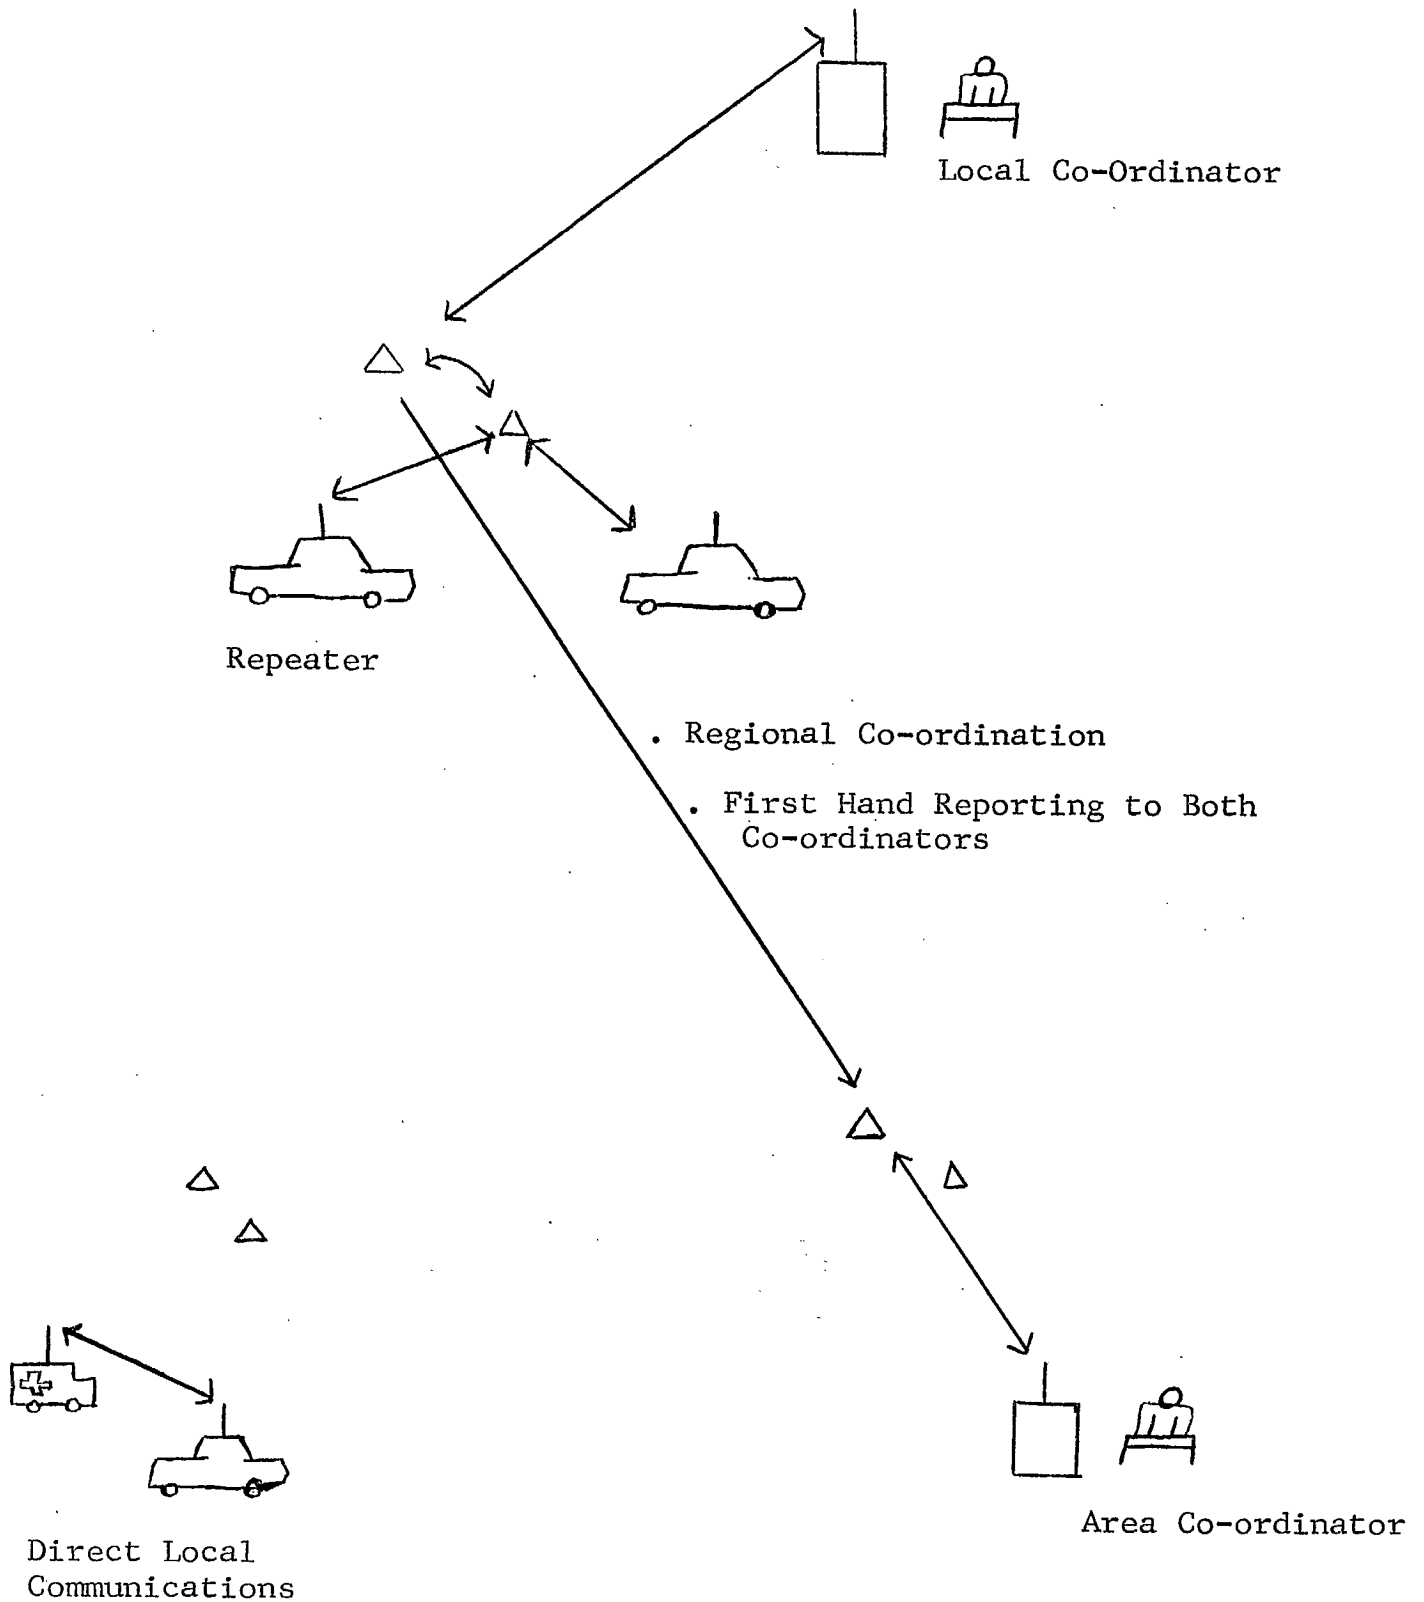 Local Co-Ordinator
Repeater
. Regional Co-ordination
. First Hand Reporting to Both
Co-ordinators
Area Co-ordinator
Direct Local
Communications